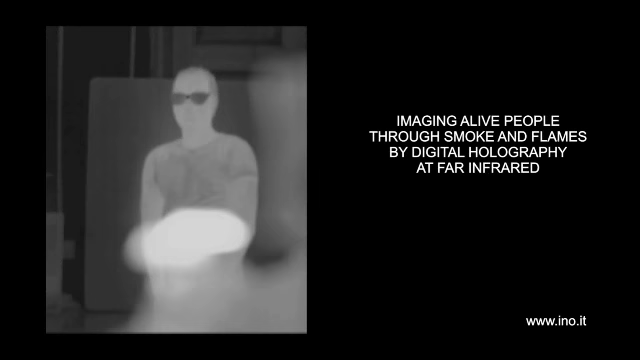 IMAGING ALIVE PEOPLE
THROUGH SMOKE AND FLAMES
BY DIGITAL HOLOGRAPHY
AT FAR INFRARED
www.ino.it